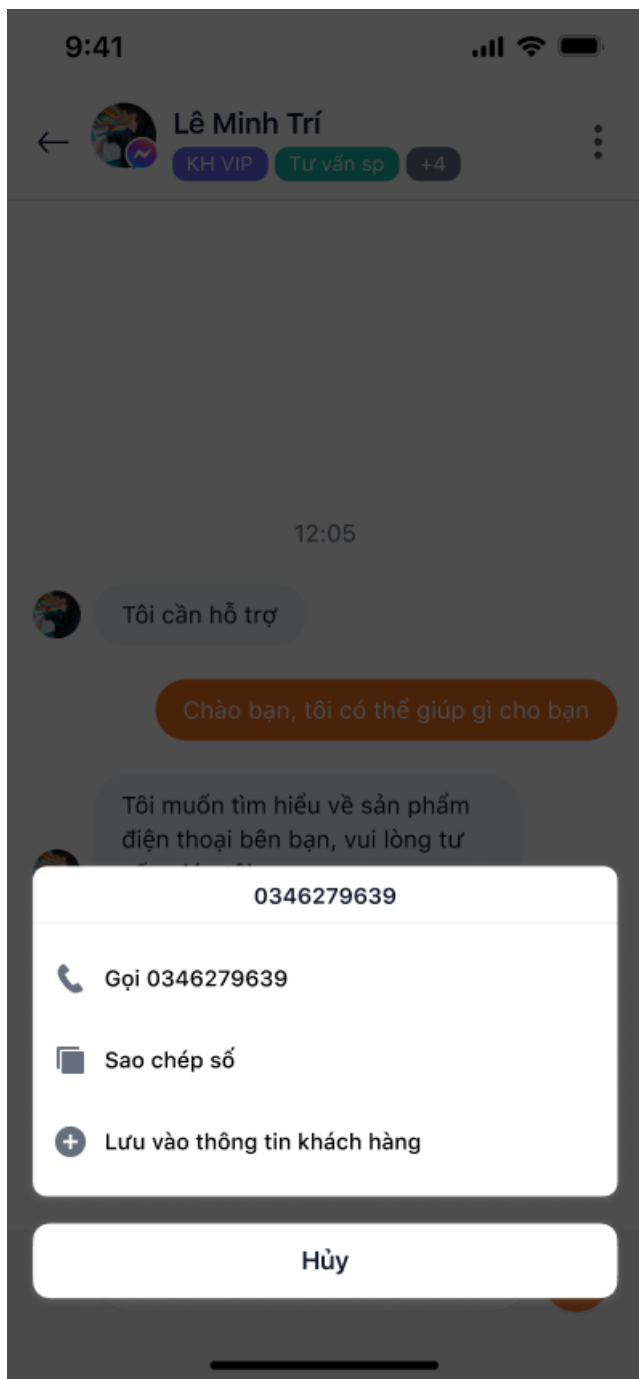 9:41
Lê Minh Trí
KH VIP Tư vấn sp +4
12:05
Tôi cần hỗ trợ
Chào bạn, tôi có thể giúp gì cho bạn
Tôi muốn tìm hiểu về sản phẩm
điện thoại bên bạn, vui lòng tư
0346279639
Gọi 0346279639
Sao chép số
Lưu vào thông tin khách hàng
Hủy